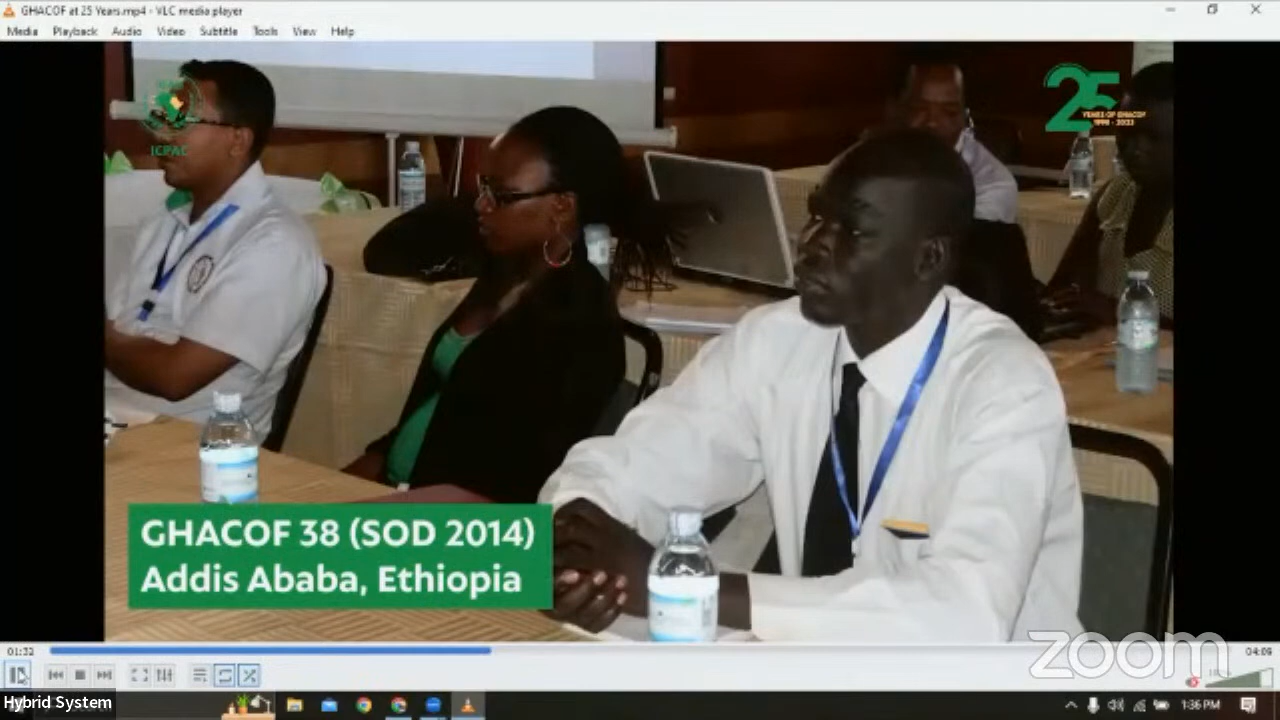 GHACOF at 25 Years.mp4 - VLC media player
Media Playback Audio Video Subtitle Tools View Help
ICPAC
25
YEARS OF GHACOF
1998 - 2023
GHACOF 38 (SOD 2014)
Addis Ababa, Ethiopia
zoom
01:32
04:09
Hybrid System
1:36 PM